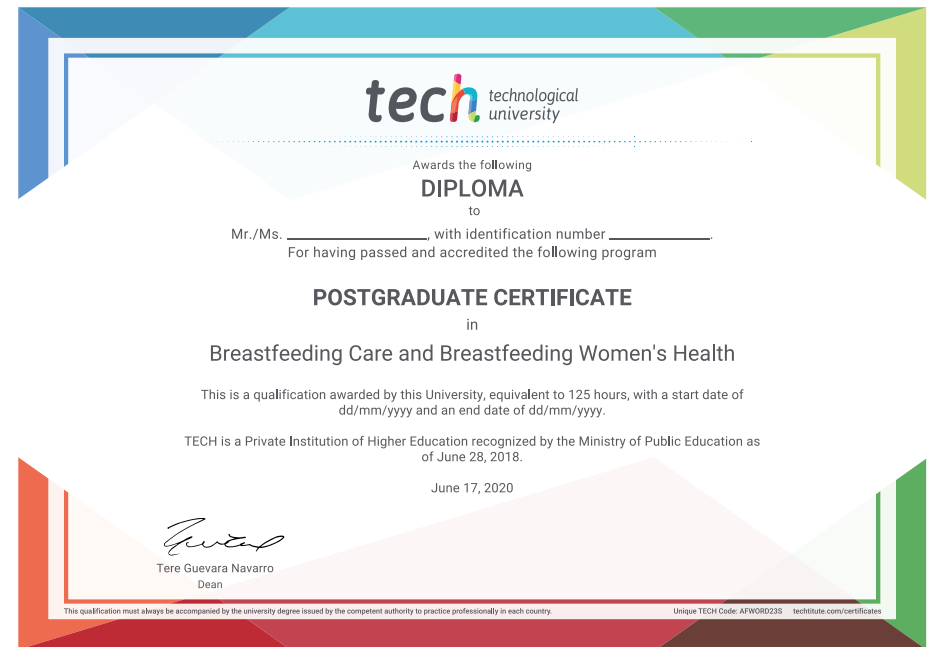 tech technological
university
Awards the following
DIPLOMA
to
Mr./Ms. ____________________, with identification number ______________.
For having passed and accredited the following program
POSTGRADUATE CERTIFICATE
in
Breastfeeding Care and Breastfeeding Women's Health
This is a qualification awarded by this University, equivalent to 125 hours, with a start date of
dd/mm/yyyy and an end date of dd/mm/yyyy.
TECH is a Private Institution of Higher Education recognized by the Ministry of Public Education as
of June 28, 2018.
June 17, 2020
Tere Guevara Navarro
Dean
This qualification must always be accompanied by the university degree issued by the competent authority to practice professionally in each country.
Unique TECH Code: AFWORD23S techtitute.com/certificates